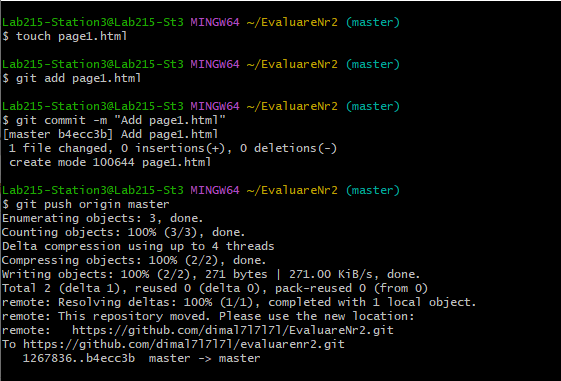 Lab215-Station3@Lab215-St3 MINGW64 ~/EvaluareNr2 (master)
$ touch page1.html
Lab215-Station3@Lab215-St3 MINGW64 ~/EvaluareNr2 (master)
$ git add page1.html
Lab215-Station3@Lab215-St3 MINGW64 ~/EvaluareNr2 (master)
$ git commit -m "Add page1.html"
[master b4ecc3b] Add page1.html
 1 file changed, 0 insertions(+), 0 deletions(-)
 create mode 100644 page1.html
Lab215-Station3@Lab215-St3 MINGW64 ~/EvaluareNr2 (master)
$ git push origin master
Enumerating objects: 3, done.
Counting objects: 100% (3/3), done.
Delta compression using up to 4 threads
Compressing objects: 100% (2/2), done.
Writing objects: 100% (2/2), 271 bytes | 271.00 KiB/s, done.
Total 2 (delta 1), reused 0 (delta 0), pack-reused 0 (from 0)
remote: Resolving deltas: 100% (1/1), completed with 1 local object.
remote: This repository moved. Please use the new location:
remote:   https://github.com/dimal7l7l7l/EvaluareNr2.git
To https://github.com/dimal7l7l7l/evaluarenr2.git
   1267836..b4ecc3b  master -> master